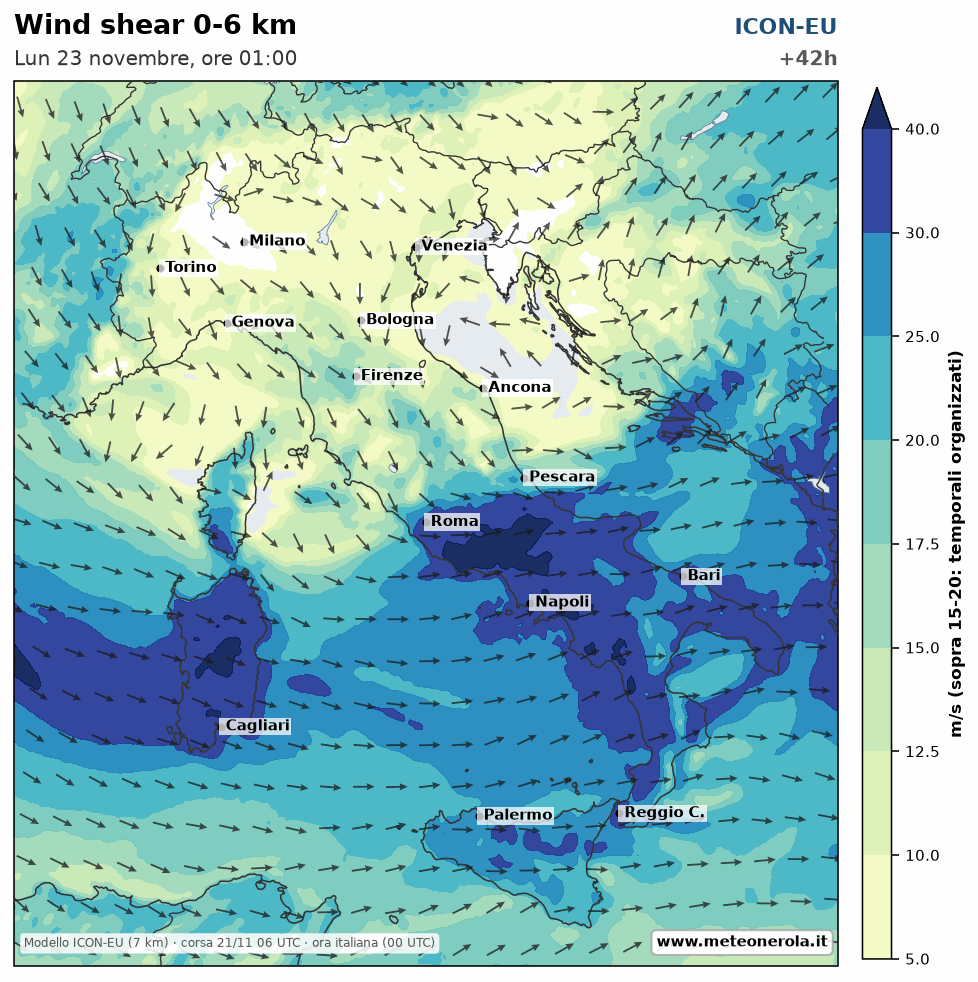 Wind shear 0-6 km
ICON-EU
Lun 23 novembre, ore 01:00
+42h
Milano
Venezia
Torino
Genova
Bologna
Firenze
Ancona
Pescara
Roma
Bari
Napoli
Cagliari
Palermo
Reggio C.
40.0
30.0
25.0
20.0
17.5
15.0
12.5
10.0
5.0
m/s (sopra 15-20: temporali organizzati)
Modello ICON-EU (7 km) · corsa 21/11 06 UTC · ora italiana (00 UTC)
www.meteonerola.it